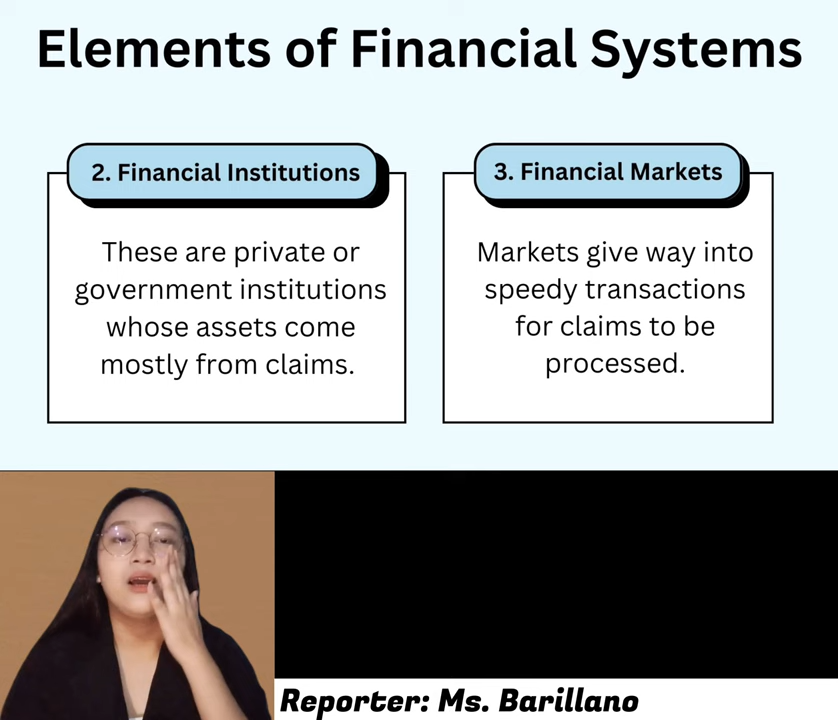 Elements of Financial Systems
2. Financial Institutions
These are private or
government institutions
whose assets come
mostly from claims.
3. Financial Markets
Markets give way into
speedy transactions
for claims to be
processed.
Reporter: Ms. Barillano